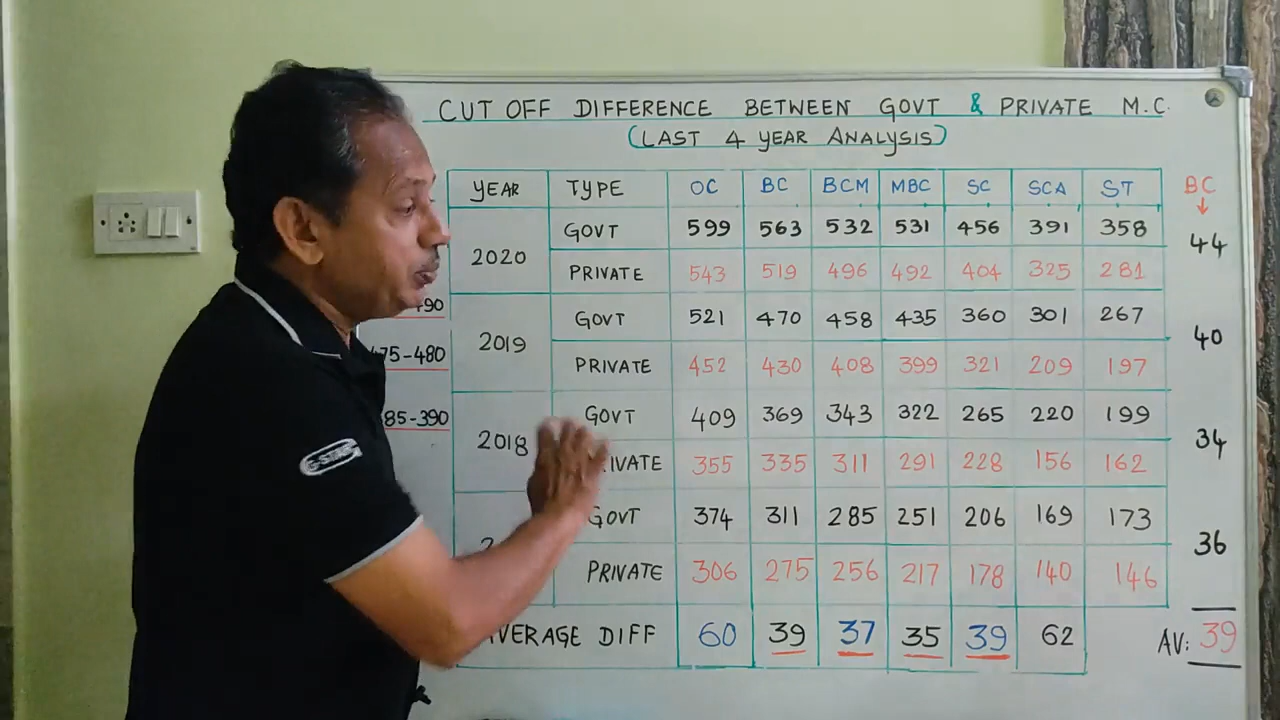 CUT OFF DIFFERENCE BETWEEN GOVT & PRIVATE M.C.
(LAST 4 YEAR ANALYSIS)
YEAR TYPE OC BC BCM MBC SC SCA ST BC
2020 GOVT 599 563 532 531 456 391 358 44
PRIVATE 543 519 496 492 404 325 281
490
2019 GOVT 521 470 458 435 360 301 267 40
75-480
PRIVATE 452 430 408 399 321 209 197
85-390
2018 GOVT 409 369 343 322 265 220 199 34
IVATE 355 335 311 291 228 156 162
GOVT 374 311 285 251 206 169 173 36
PRIVATE 306 275 256 217 178 140 146
AVERAGE DIFF 60 39 37 35 39 62 AV: 39